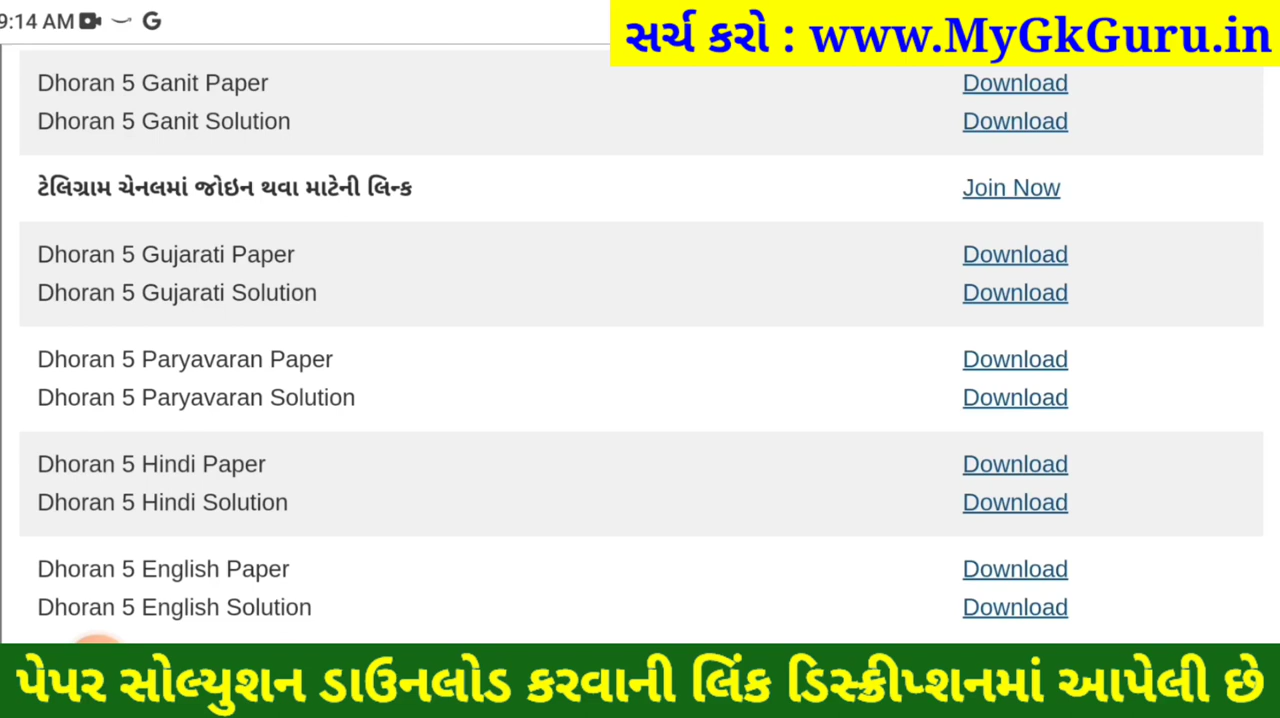 9:14 AM
સર્ચ કરો : www.MyGkGuru.in
Dhoran 5 Ganit Paper Download
Dhoran 5 Ganit Solution Download
ટેલિગ્રામ ચેનલમાં જોઇન થવા માટેની લિન્ક Join Now
Dhoran 5 Gujarati Paper Download
Dhoran 5 Gujarati Solution Download
Dhoran 5 Paryavaran Paper Download
Dhoran 5 Paryavaran Solution Download
Dhoran 5 Hindi Paper Download
Dhoran 5 Hindi Solution Download
Dhoran 5 English Paper Download
Dhoran 5 English Solution Download
પેપર સોલ્યુશન ડાઉનલોડ કરવાની લિંક ડિસ્ક્રીપ્શનમાં આપેલી છે